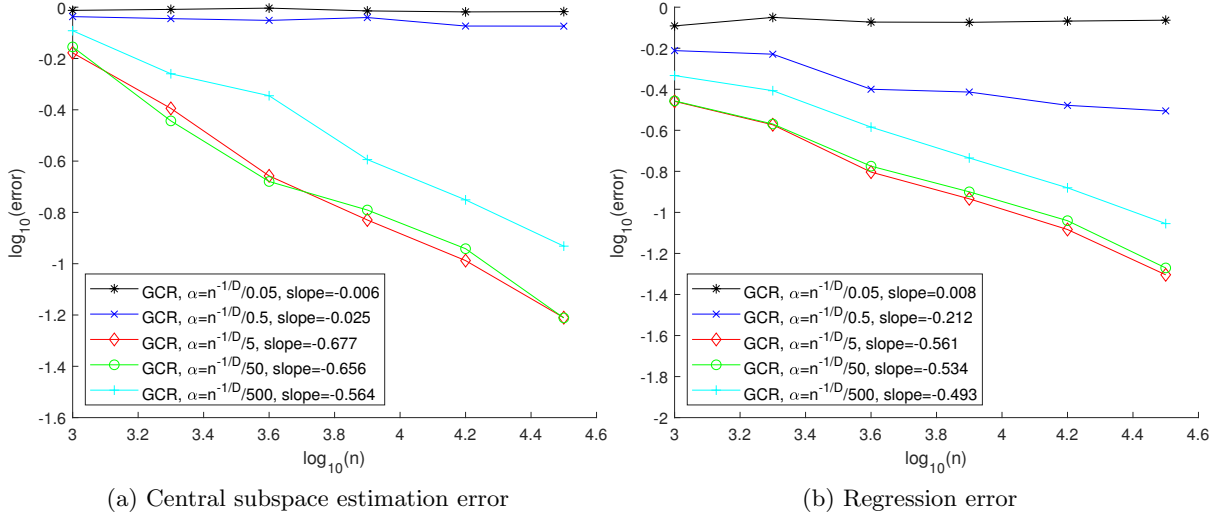 0
-0.2
-0.4
-0.6
-0.8
-1
-1.2
-1.4
-1.6
log10(error)
3
3.2
3.4
3.6
3.8
4
4.2
4.4
4.6
log10(n)
GCR, α=n-1/D/0.05, slope=-0.006
GCR, α=n-1/D/0.5, slope=-0.025
GCR, α=n-1/D/5, slope=-0.677
GCR, α=n-1/D/50, slope=-0.656
GCR, α=n-1/D/500, slope=-0.564
(a) Central subspace estimation error
0
-0.2
-0.4
-0.6
-0.8
-1
-1.2
-1.4
-1.6
-1.8
-2
log10(error)
3
3.2
3.4
3.6
3.8
4
4.2
4.4
4.6
log10(n)
GCR, α=n-1/D/0.05, slope=0.008
GCR, α=n-1/D/0.5, slope=-0.212
GCR, α=n-1/D/5, slope=-0.561
GCR, α=n-1/D/50, slope=-0.534
GCR, α=n-1/D/500, slope=-0.493
(b) Regression error